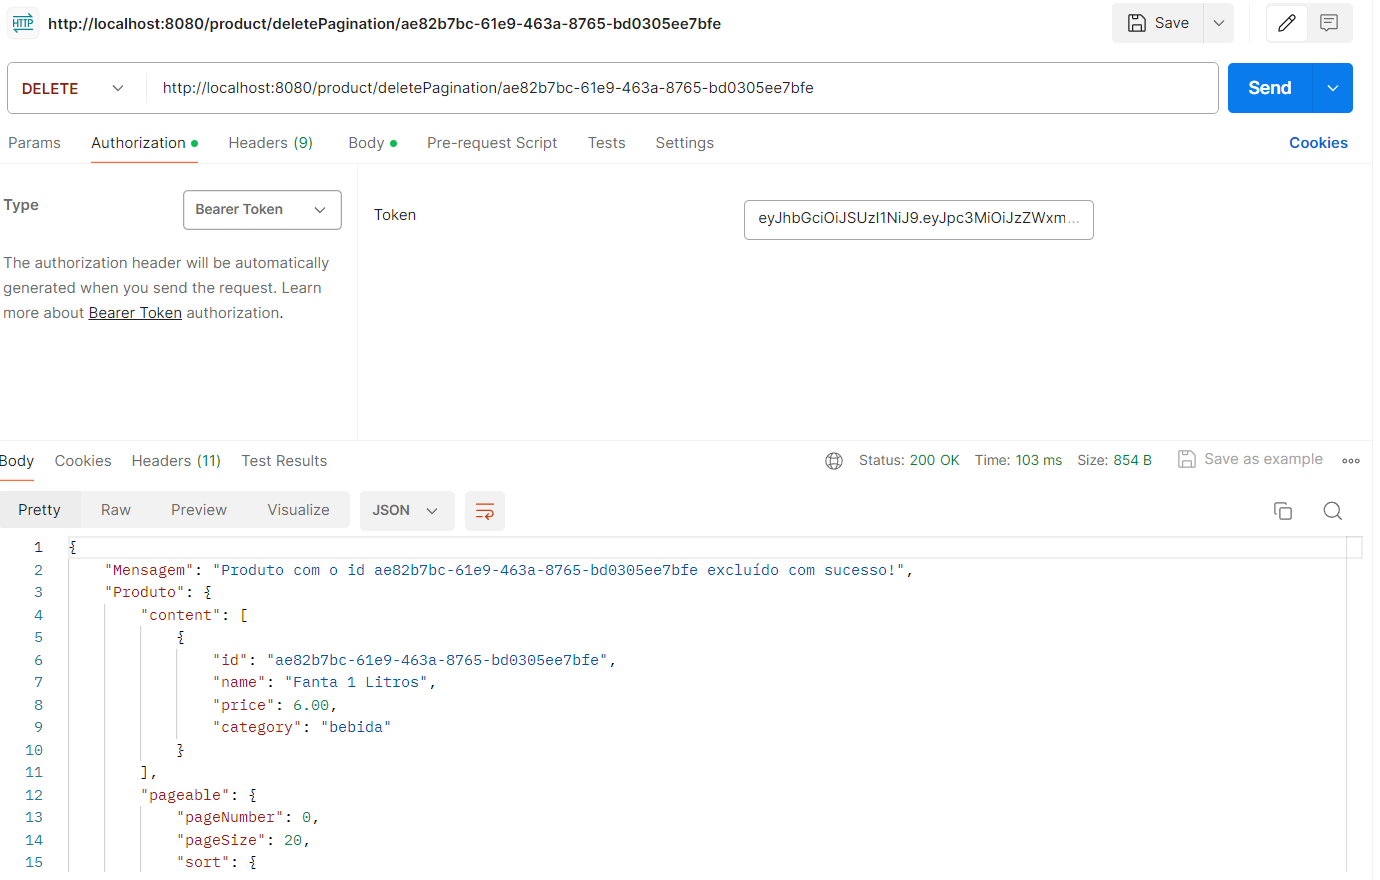 HTTP http://localhost:8080/product/deletePagination/ae82b7bc-61e9-463a-8765-bd0305ee7bfe Save
DELETE http://localhost:8080/product/deletePagination/ae82b7bc-61e9-463a-8765-bd0305ee7bfe Send
Params Authorization Headers (9) Body Pre-request Script Tests Settings Cookies
Type Bearer Token Token eyJhbGciOiJSUzI1NiJ9.eyJpc3MiOiJzZWxm...
The authorization header will be automatically
generated when you send the request. Learn
more about Bearer Token authorization.
Body Cookies Headers (11) Test Results Status: 200 OK Time: 103 ms Size: 854 B Save as example
Pretty Raw Preview Visualize JSON
1 {
2 "Mensagem": "Produto com o id ae82b7bc-61e9-463a-8765-bd0305ee7bfe excluído com sucesso!",
3 "Produto": {
4 "content": [
5 {
6 "id": "ae82b7bc-61e9-463a-8765-bd0305ee7bfe",
7 "name": "Fanta 1 Litros",
8 "price": 6.00,
9 "category": "bebida"
10 }
11 ],
12 "pageable": {
13 "pageNumber": 0,
14 "pageSize": 20,
15 "sort": {